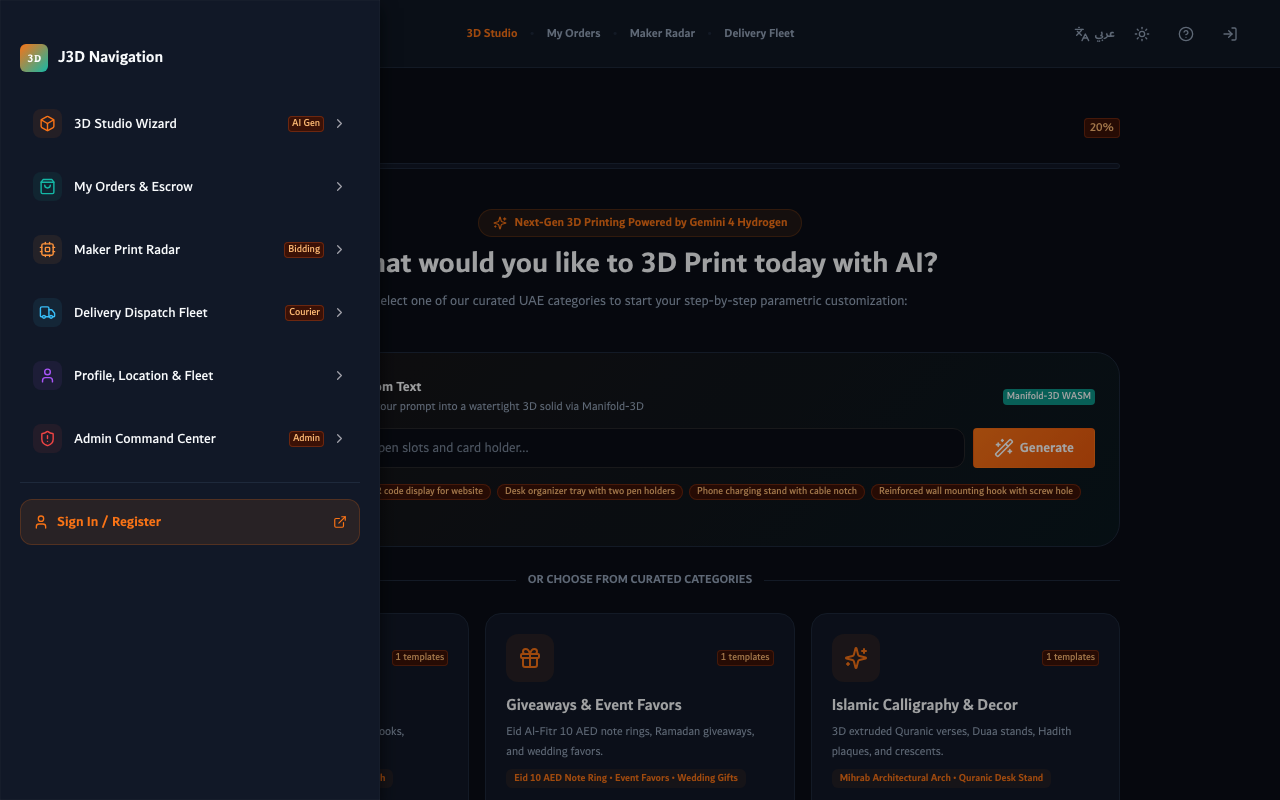 3D
J3D Navigation
3D Studio Wizard
AI Gen
My Orders & Escrow
Maker Print Radar
Bidding
Delivery Dispatch Fleet
Courier
Profile, Location & Fleet
Admin Command Center
Admin
Sign In / Register
3D Studio
My Orders
Maker Radar
Delivery Fleet
عربي
20%
Next-Gen 3D Printing Powered by Gemini 4 Hydrogen
would you like to 3D Print today with AI?
one of our curated UAE categories to start your step-by-step parametric customization:
Text
Manifold-3D WASM
your prompt into a watertight 3D solid via Manifold-3D
slots and card holder...
Generate
code display for website
Desk organizer tray with two pen holders
Phone charging stand with cable notch
Reinforced wall mounting hook with screw hole
OR CHOOSE FROM CURATED CATEGORIES
1 templates
1 templates
Giveaways & Event Favors
Eid Al-Fitr 10 AED note rings, Ramadan giveaways,
and wedding favors.
Eid 10 AED Note Ring • Event Favors • Wedding Gifts
1 templates
Islamic Calligraphy & Decor
3D extruded Quranic verses, Duaa stands, Hadith
plaques, and crescents.
Mihrab Architectural Arch • Quranic Desk Stand